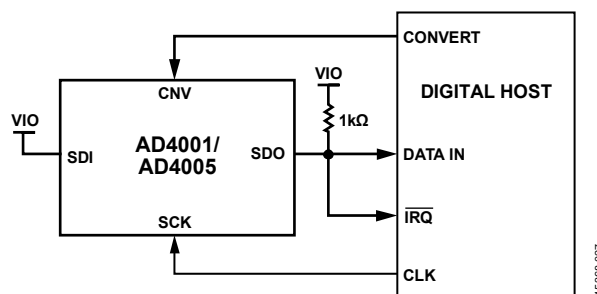 CONVERT
VIO
DIGITAL HOST
CNV
1kΩ
VIO
AD4001/
AD4005
SDI
SDO
DATA IN
IRQ
SCK
CLK